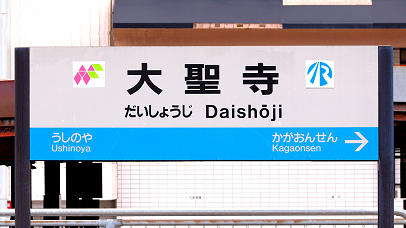 大聖寺
だいしょうじ Daishōji
うしのや かがおんせん
Ushinoya Kagaonsen